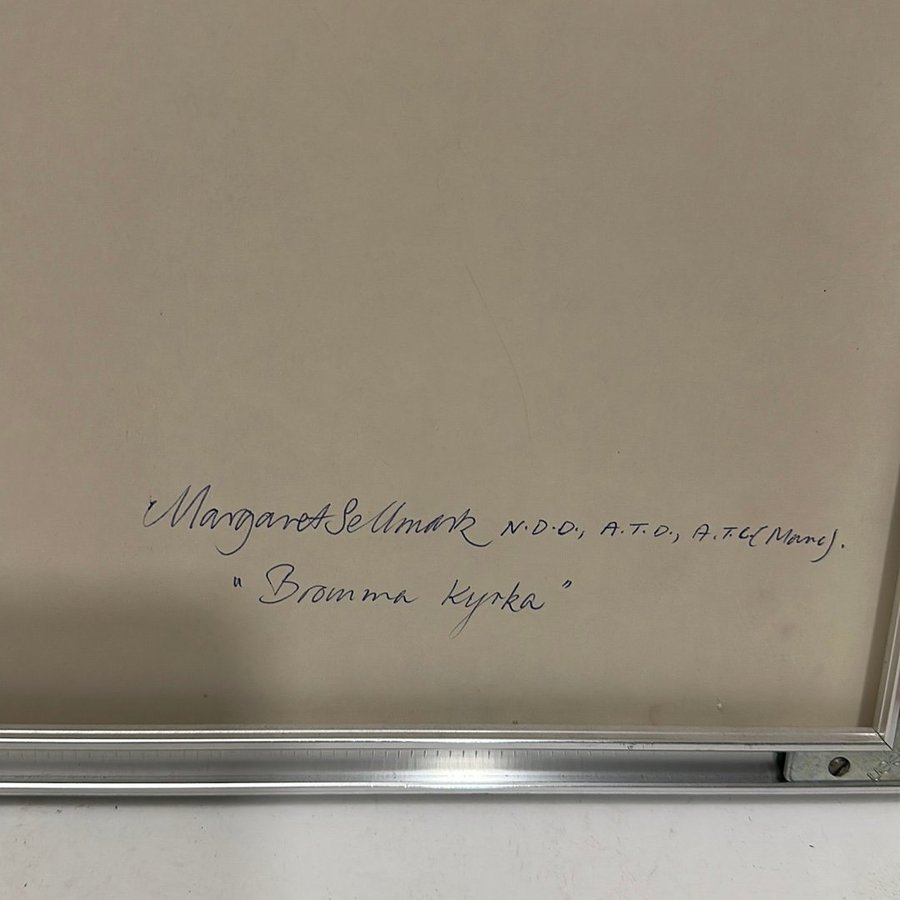 Margaret Sellmark N.D.D., A.T.D., A.T.C(Manc).
"Bromma Kyrka"